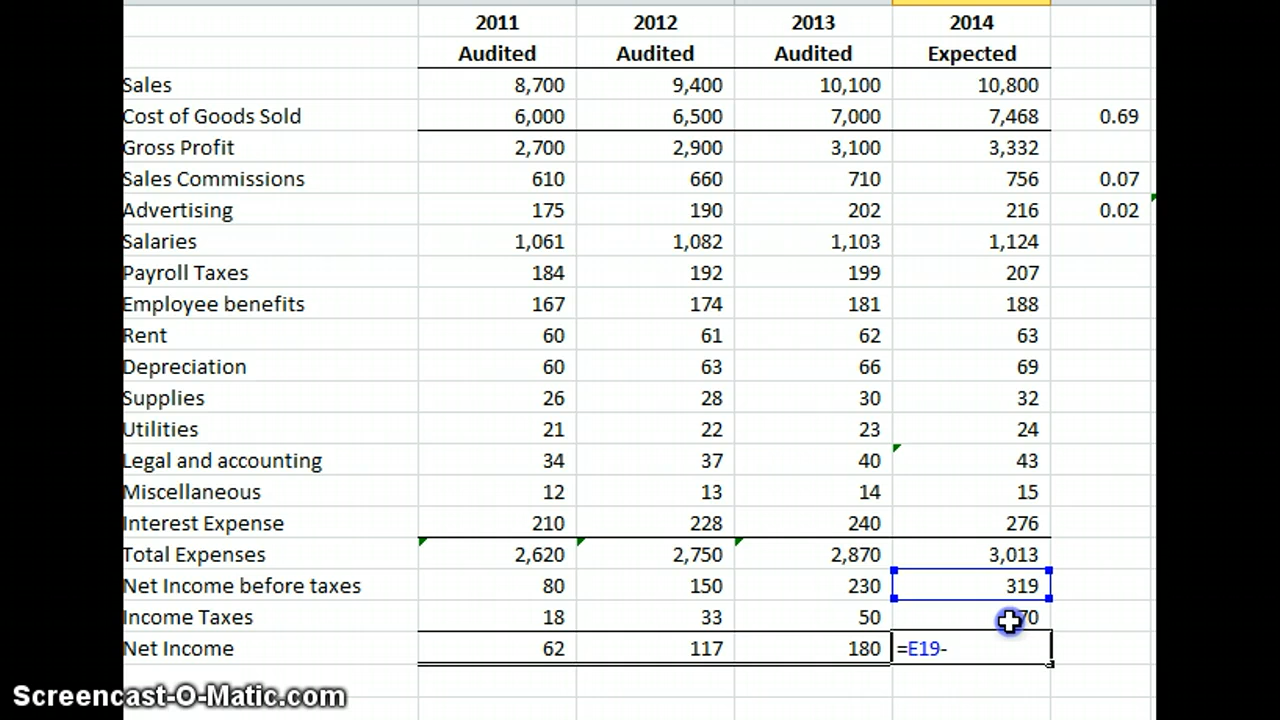 2011 2012 2013 2014
Audited Audited Audited Expected
Sales 8,700 9,400 10,100 10,800
Cost of Goods Sold 6,000 6,500 7,000 7,468 0.69
Gross Profit 2,700 2,900 3,100 3,332
Sales Commissions 610 660 710 756 0.07
Advertising 175 190 202 216 0.02
Salaries 1,061 1,082 1,103 1,124
Payroll Taxes 184 192 199 207
Employee benefits 167 174 181 188
Rent 60 61 62 63
Depreciation 60 63 66 69
Supplies 26 28 30 32
Utilities 21 22 23 24
Legal and accounting 34 37 40 43
Miscellaneous 12 13 14 15
Interest Expense 210 228 240 276
Total Expenses 2,620 2,750 2,870 3,013
Net Income before taxes 80 150 230 319
Income Taxes 18 33 50 70
Net Income 62 117 180 =E19-
Screencast-O-Matic.com